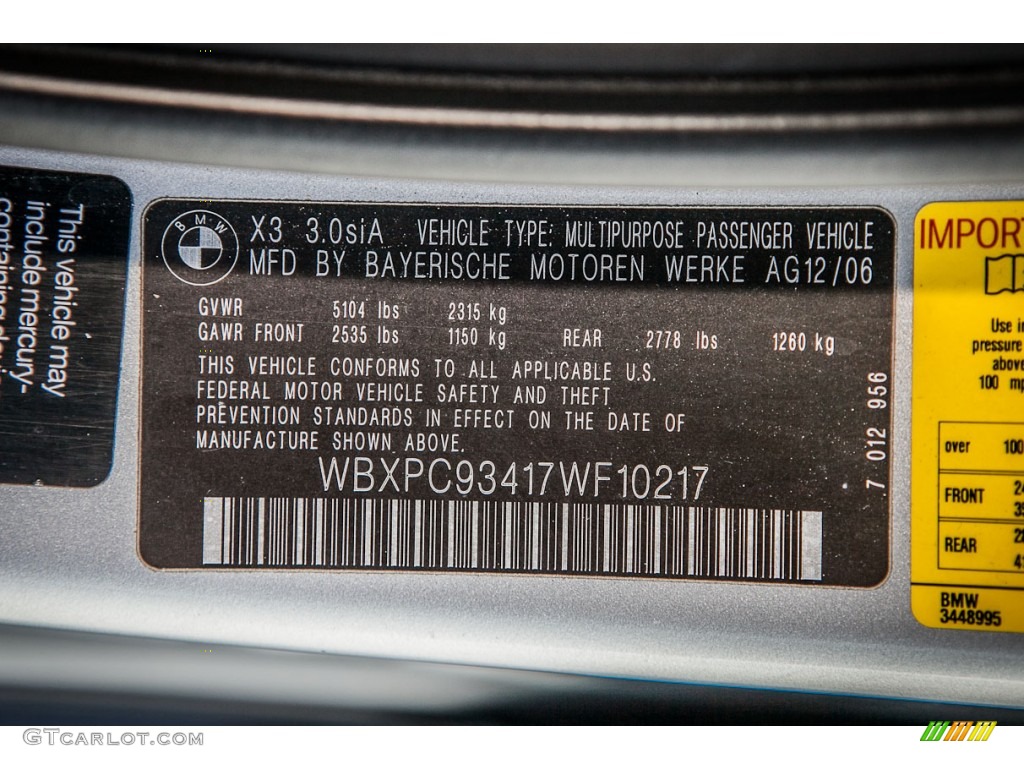 This vehicle may
include mercury-
BMW
X3 3.0siA VEHICLE TYPE: MULTIPURPOSE PASSENGER VEHICLE
MFD BY BAYERISCHE MOTOREN WERKE AG 12/06
GVWR 5104 lbs 2315 kg
GAWR FRONT 2535 lbs 1150 kg REAR 2778 lbs 1260 kg
THIS VEHICLE CONFORMS TO ALL APPLICABLE U.S.
FEDERAL MOTOR VEHICLE SAFETY AND THEFT
PREVENTION STANDARDS IN EFFECT ON THE DATE OF
MANUFACTURE SHOWN ABOVE.
WBXPC93417WF10217
7 012 956
IMPORT
Use in
pressure
above
100 mp
over 100
FRONT
REAR
BMW
3448995
GTCARLOT.COM